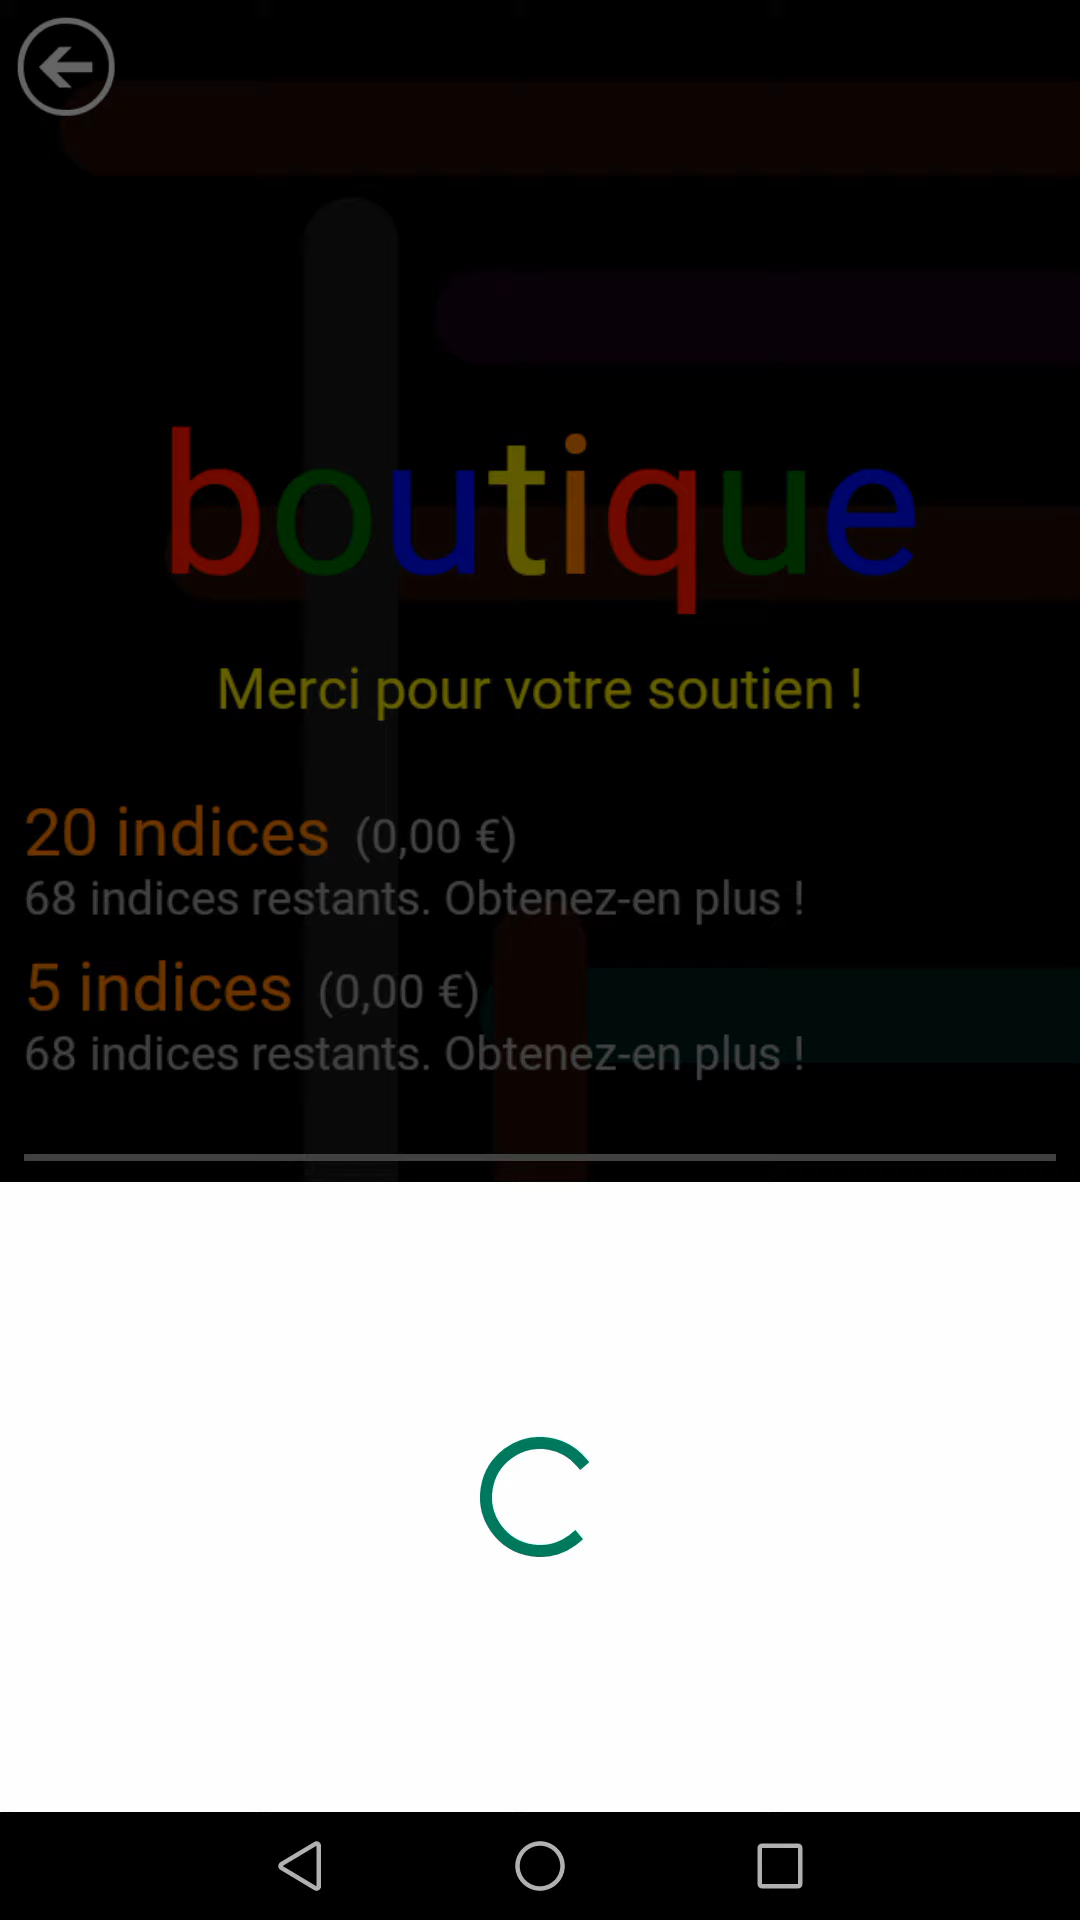 boutique
Merci pour votre soutien !
20 indices (0,00 €)
68 indices restants. Obtenez-en plus !
5 indices (0,00 €)
68 indices restants. Obtenez-en plus !